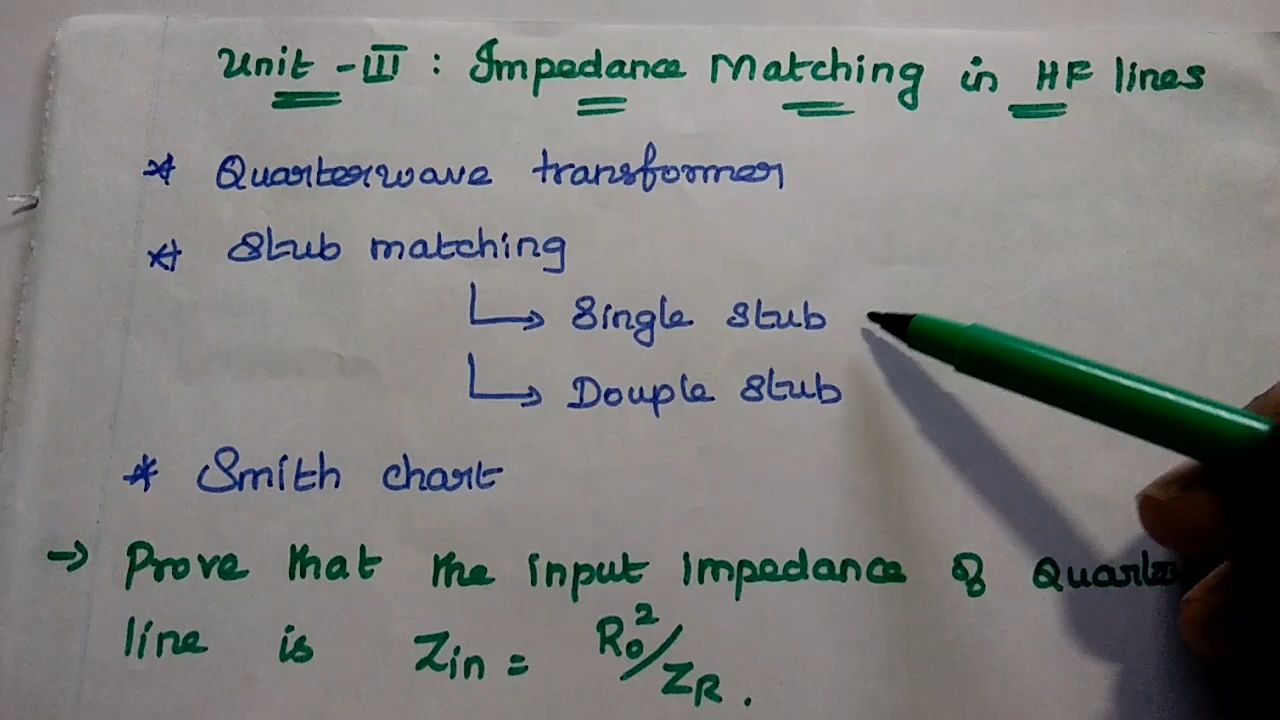 Unit - III : Impedance Matching in HF lines
* Quarterwave transformer
* Stub matching
↳ Single stub
↳ Douple stub
* Smith chart
→ Prove that the input impedance of
line is Zin = R₀²/ZR.